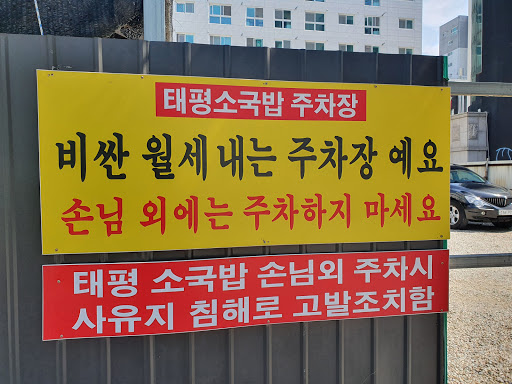 태평소국밥 주차장
비싼 월세내는 주차장 예요
손님 외에는 주차하지 마세요
태평 소국밥 손님외 주차시
사유지 침해로 고발조치함